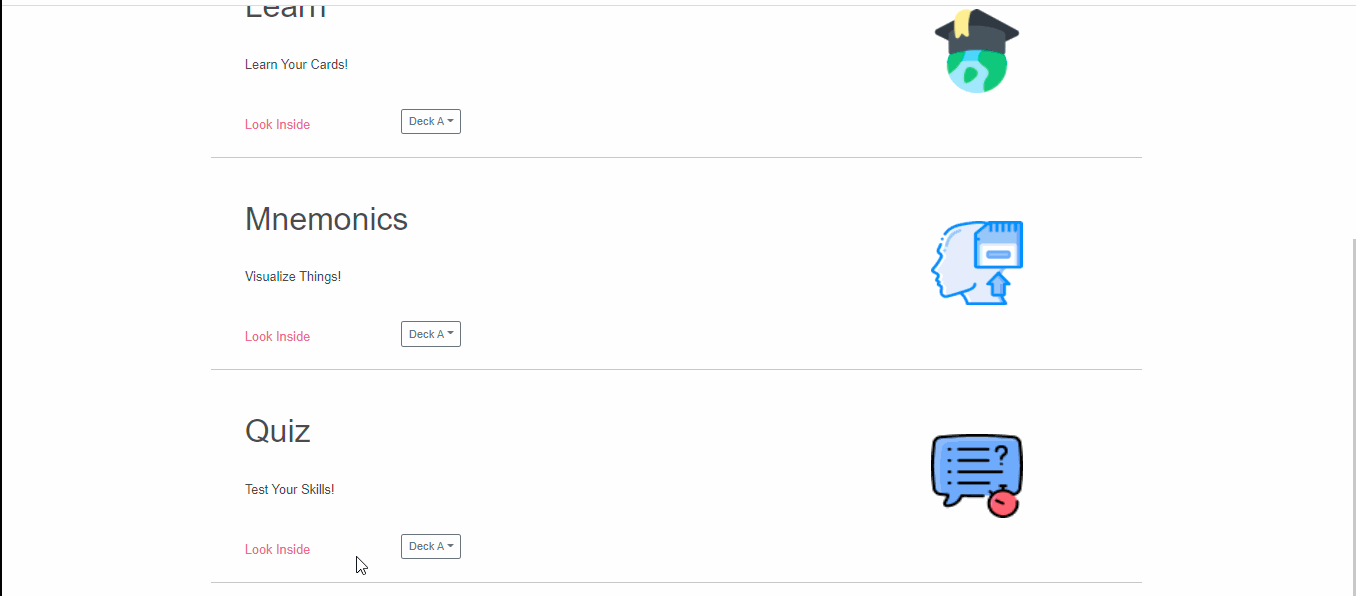 Learn
Learn Your Cards!
Look Inside
Deck A
Mnemonics
Visualize Things!
Look Inside
Deck A
Quiz
Test Your Skills!
Look Inside
Deck A
?